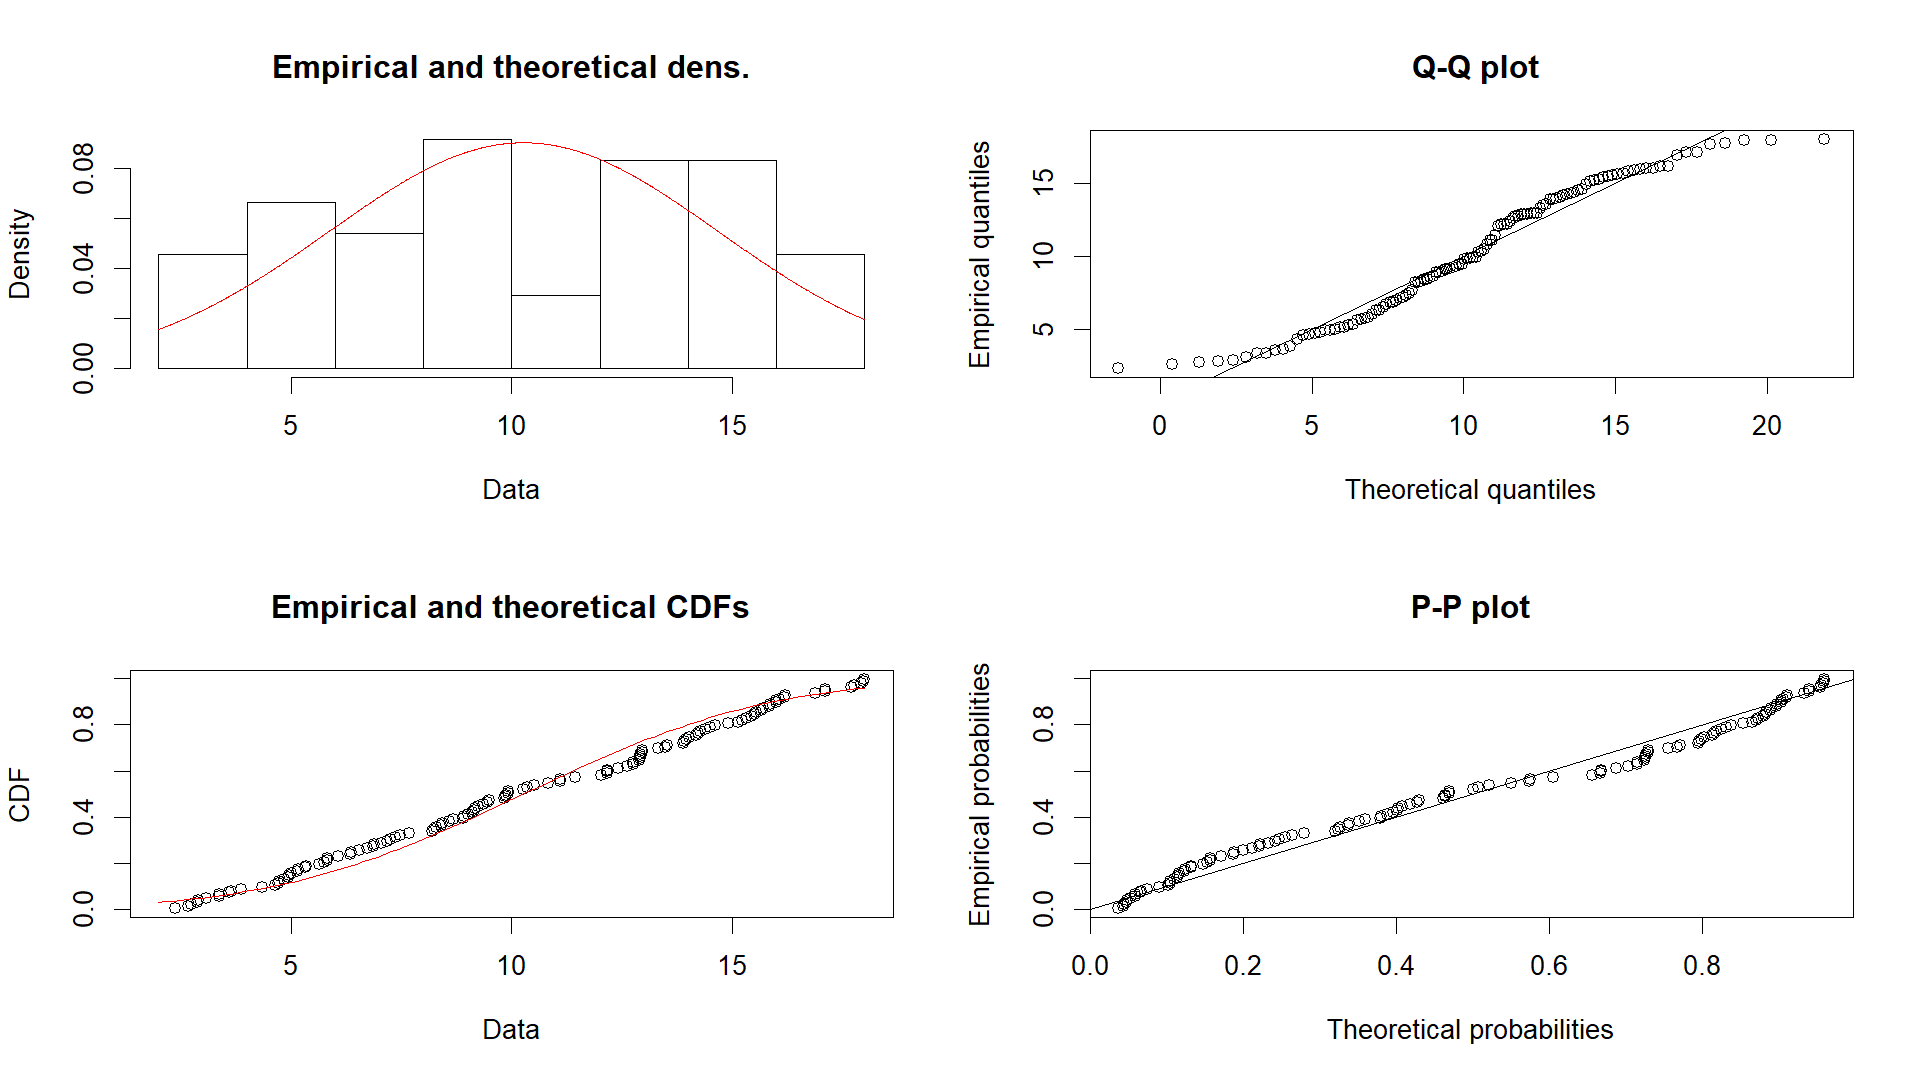 Empirical and theoretical dens.
Density
0.00 0.04 0.08
5 10 15
Data
Q-Q plot
Empirical quantiles
5 10 15
0 5 10 15 20
Theoretical quantiles
Empirical and theoretical CDFs
CDF
0.0 0.4 0.8
5 10 15
Data
P-P plot
Empirical probabilities
0.0 0.4 0.8
0.0 0.2 0.4 0.6 0.8
Theoretical probabilities